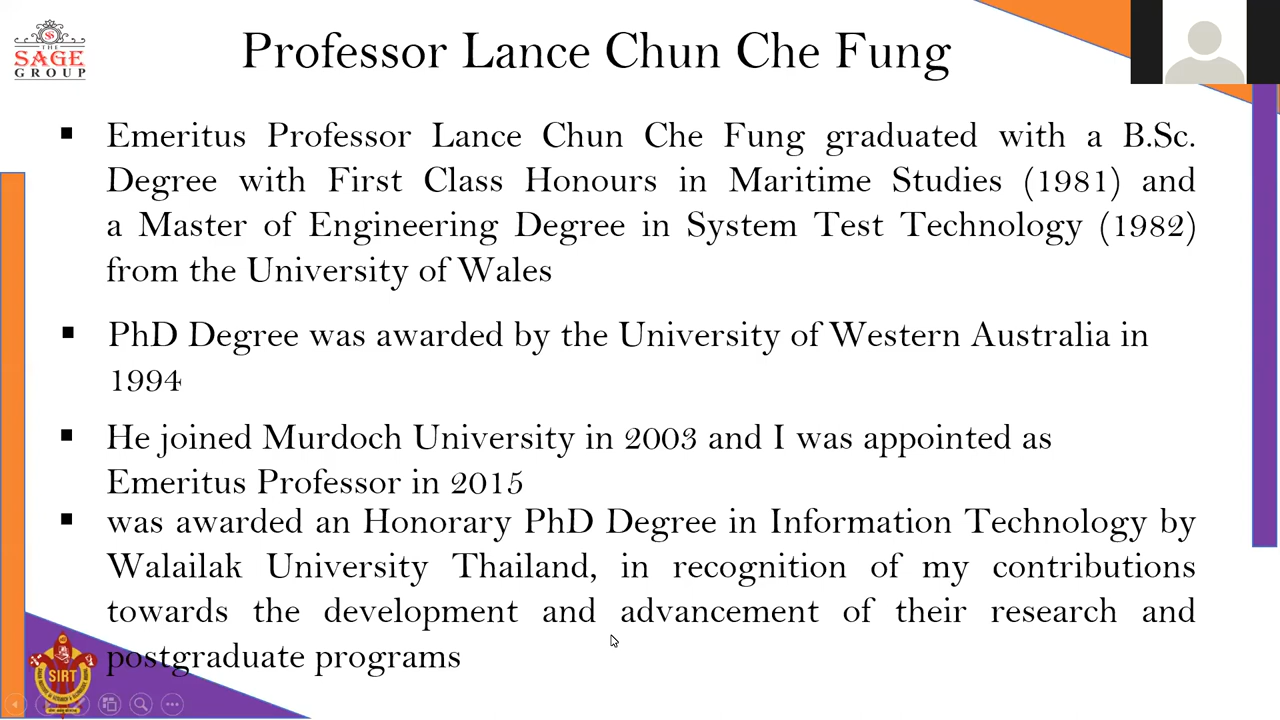 THE
SAGE
GROUP
Professor Lance Chun Che Fung
▪ Emeritus Professor Lance Chun Che Fung graduated with a B.Sc.
Degree with First Class Honours in Maritime Studies (1981) and
a Master of Engineering Degree in System Test Technology (1982)
from the University of Wales
▪ PhD Degree was awarded by the University of Western Australia in
1994
▪ He joined Murdoch University in 2003 and I was appointed as
Emeritus Professor in 2015
▪ was awarded an Honorary PhD Degree in Information Technology by
Walailak University Thailand, in recognition of my contributions
towards the development and advancement of their research and
postgraduate programs
SIRT